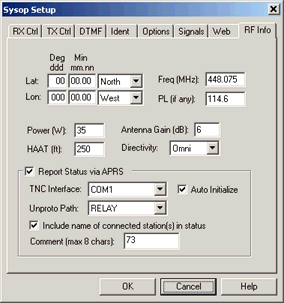 Sysop Setup
RX Ctrl TX Ctrl DTMF Ident Options Signals Web RF Info
Deg Min
ddd mm.nn
Lat: 00 00.00 North Freq (MHz): 448.075
Lon: 000 00.00 West PL (if any): 114.6
Power (W): 35 Antenna Gain (dB): 6
HAAT (ft): 250 Directivity: Omni
Report Status via APRS
TNC Interface: COM1 Auto Initialize
Unproto Path: RELAY
Include name of connected station(s) in status
Comment (max 8 chars): 73
OK Cancel Help